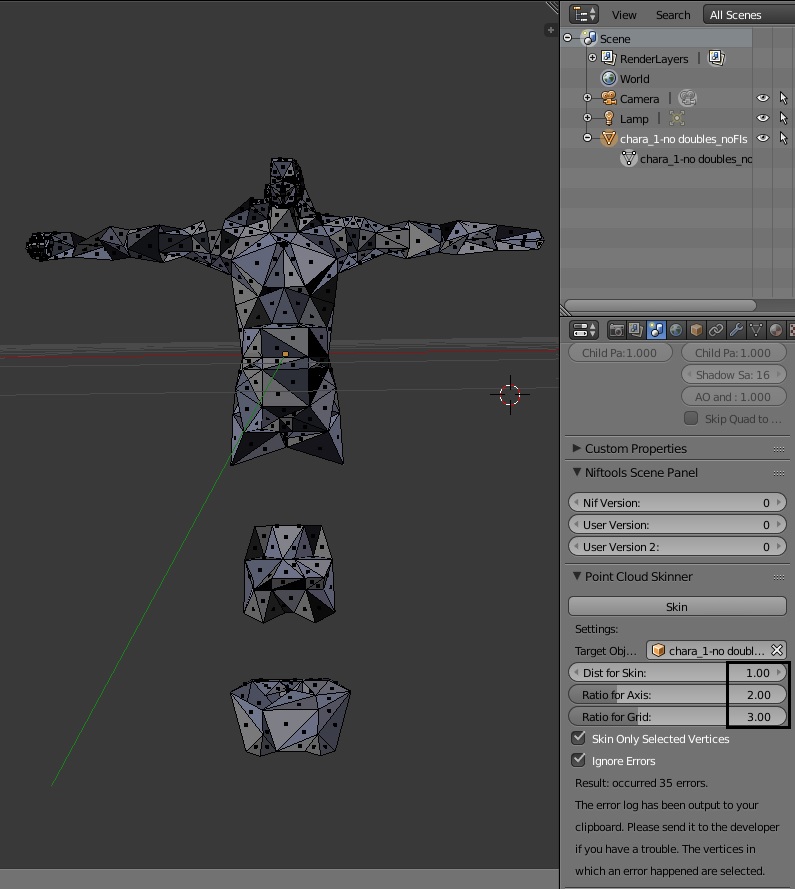 View Search All Scenes
Scene
RenderLayers
World
Camera
Lamp
chara_1-no doubles_noFIs
chara_1-no doubles_nc
Child Pa:1.000 Child Pa:1.000
Shadow Sa: 16
AO and : 1.000
Skip Quad to ...
Custom Properties
Niftools Scene Panel
Nif Version: 0
User Version: 0
User Version 2: 0
Point Cloud Skinner
Skin
Settings:
Target Obj... chara_1-no doubl...
Dist for Skin: 1.00
Ratio for Axis: 2.00
Ratio for Grid: 3.00
Skin Only Selected Vertices
Ignore Errors
Result: occurred 35 errors.
The error log has been output to your
clipboard. Please send it to the developer
if you have a trouble. The vertices in
which an error happened are selected.